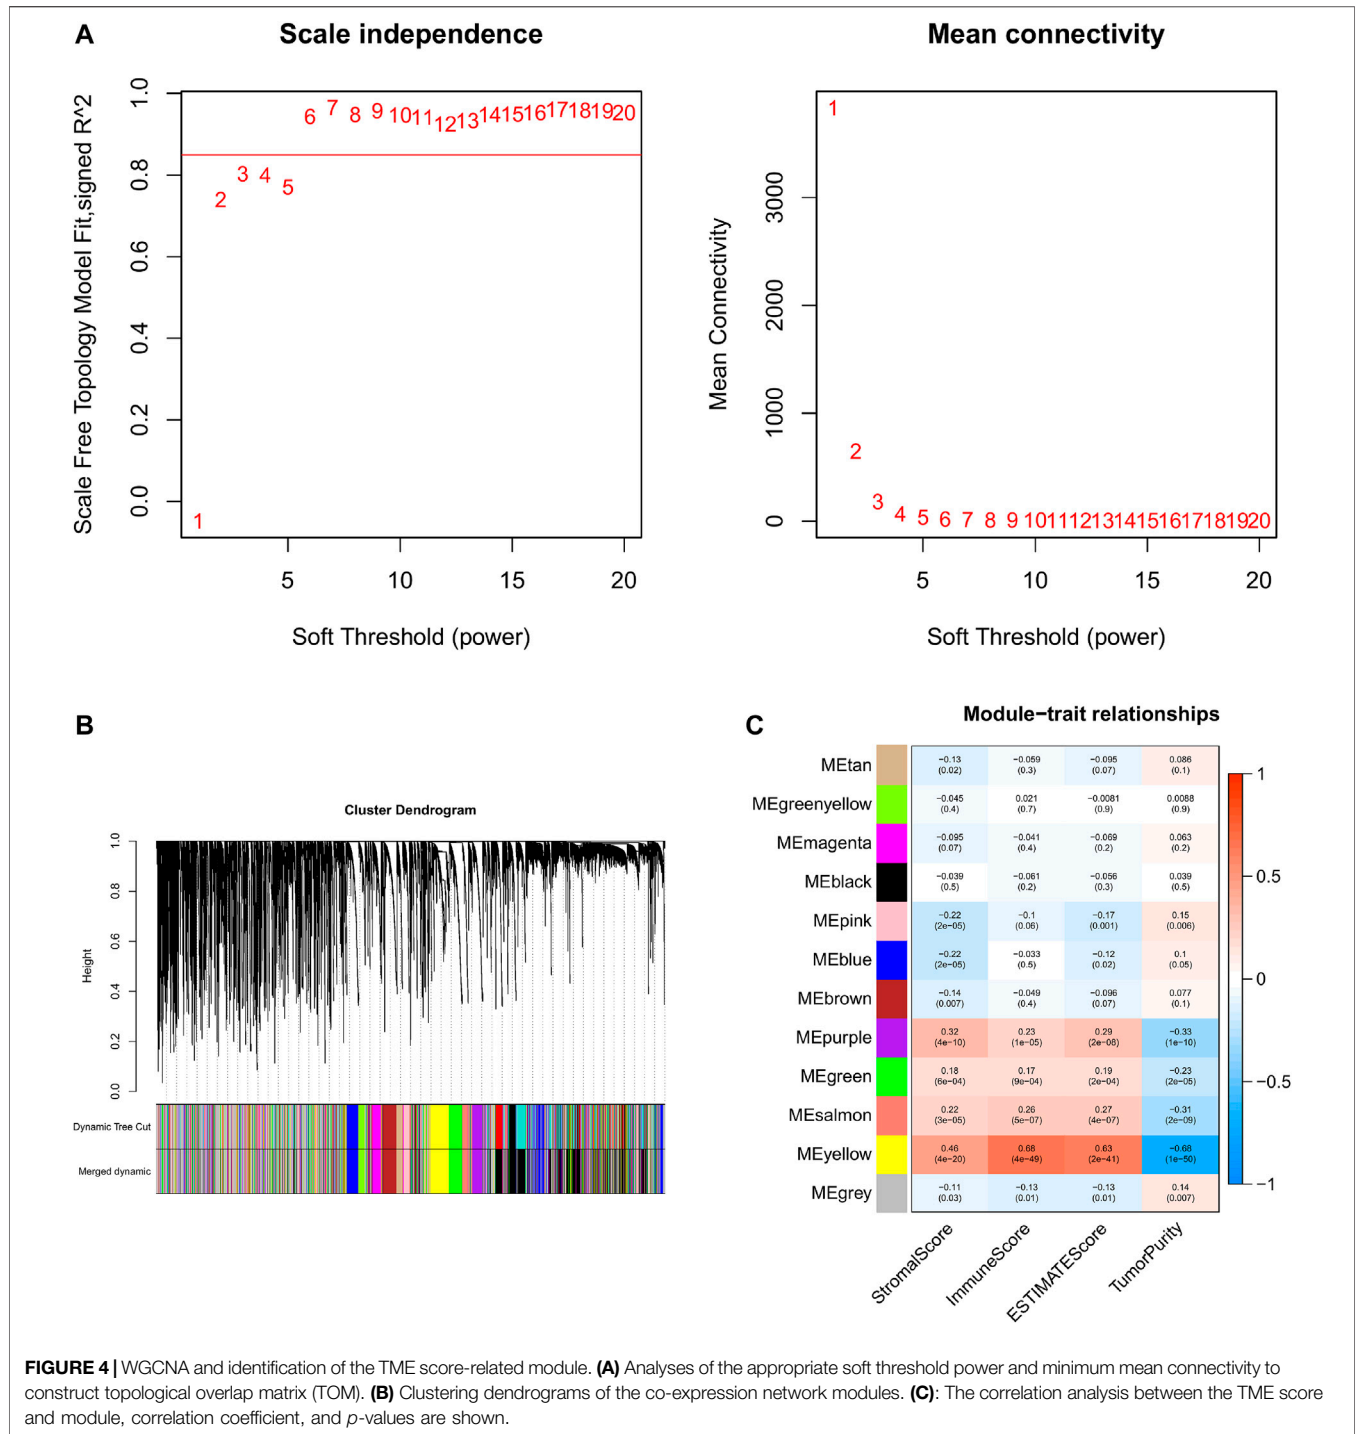 A
Scale independence
Scale Free Topology Model Fit,signed R^2
1.0
0.8
0.6
0.4
0.2
0.0
1 2 3 4 5 6 7 8 9 10 11 12 13 14 15 16 17 18 19 20
5 10 15 20
Soft Threshold (power)
Mean connectivity
Mean Connectivity
3000
2000
1000
0
1 2 3 4 5 6 7 8 9 10 11 12 13 14 15 16 17 18 19 20
5 10 15 20
Soft Threshold (power)
B
Cluster Dendrogram
Height
1.0
0.8
0.6
0.4
0.2
0.0
Dynamic Tree Cut
Merged dynamic
C
Module−trait relationships
MEtan −0.13 −0.059 −0.095 0.086
(0.02) (0.3) (0.07) (0.1)
MEgreenyellow −0.045 0.021 −0.0081 0.0088
(0.4) (0.7) (0.9) (0.9)
MEmagenta −0.095 −0.041 −0.069 0.063
(0.07) (0.4) (0.2) (0.2)
MEblack −0.039 −0.061 −0.056 0.039
(0.5) (0.2) (0.3) (0.5)
MEpink −0.22 −0.1 −0.17 0.15
(2e−05) (0.06) (0.001) (0.006)
MEblue −0.22 −0.033 −0.12 0.1
(2e−05) (0.5) (0.02) (0.05)
MEbrown −0.14 −0.049 −0.096 0.077
(0.007) (0.4) (0.07) (0.1)
MEpurple 0.32 0.23 0.29 −0.33
(4e−10) (1e−05) (2e−08) (1e−10)
MEgreen 0.18 0.17 0.19 −0.23
(6e−04) (9e−04) (2e−04) (2e−05)
MEsalmon 0.22 0.26 0.27 −0.31
(3e−05) (5e−07) (4e−07) (2e−09)
MEyellow 0.46 0.68 0.63 −0.68
(4e−20) (4e−49) (2e−41) (1e−50)
MEgrey −0.11 −0.13 −0.13 0.14
(0.03) (0.01) (0.01) (0.007)
StromalScore
ImmuneScore
ESTIMATEScore
TumorPurity
1
0.5
0
−0.5
−1
FIGURE 4 | WGCNA and identification of the TME score-related module. (A) Analyses of the appropriate soft threshold power and minimum mean connectivity to
construct topological overlap matrix (TOM). (B) Clustering dendrograms of the co-expression network modules. (C): The correlation analysis between the TME score
and module, correlation coefficient, and p-values are shown.